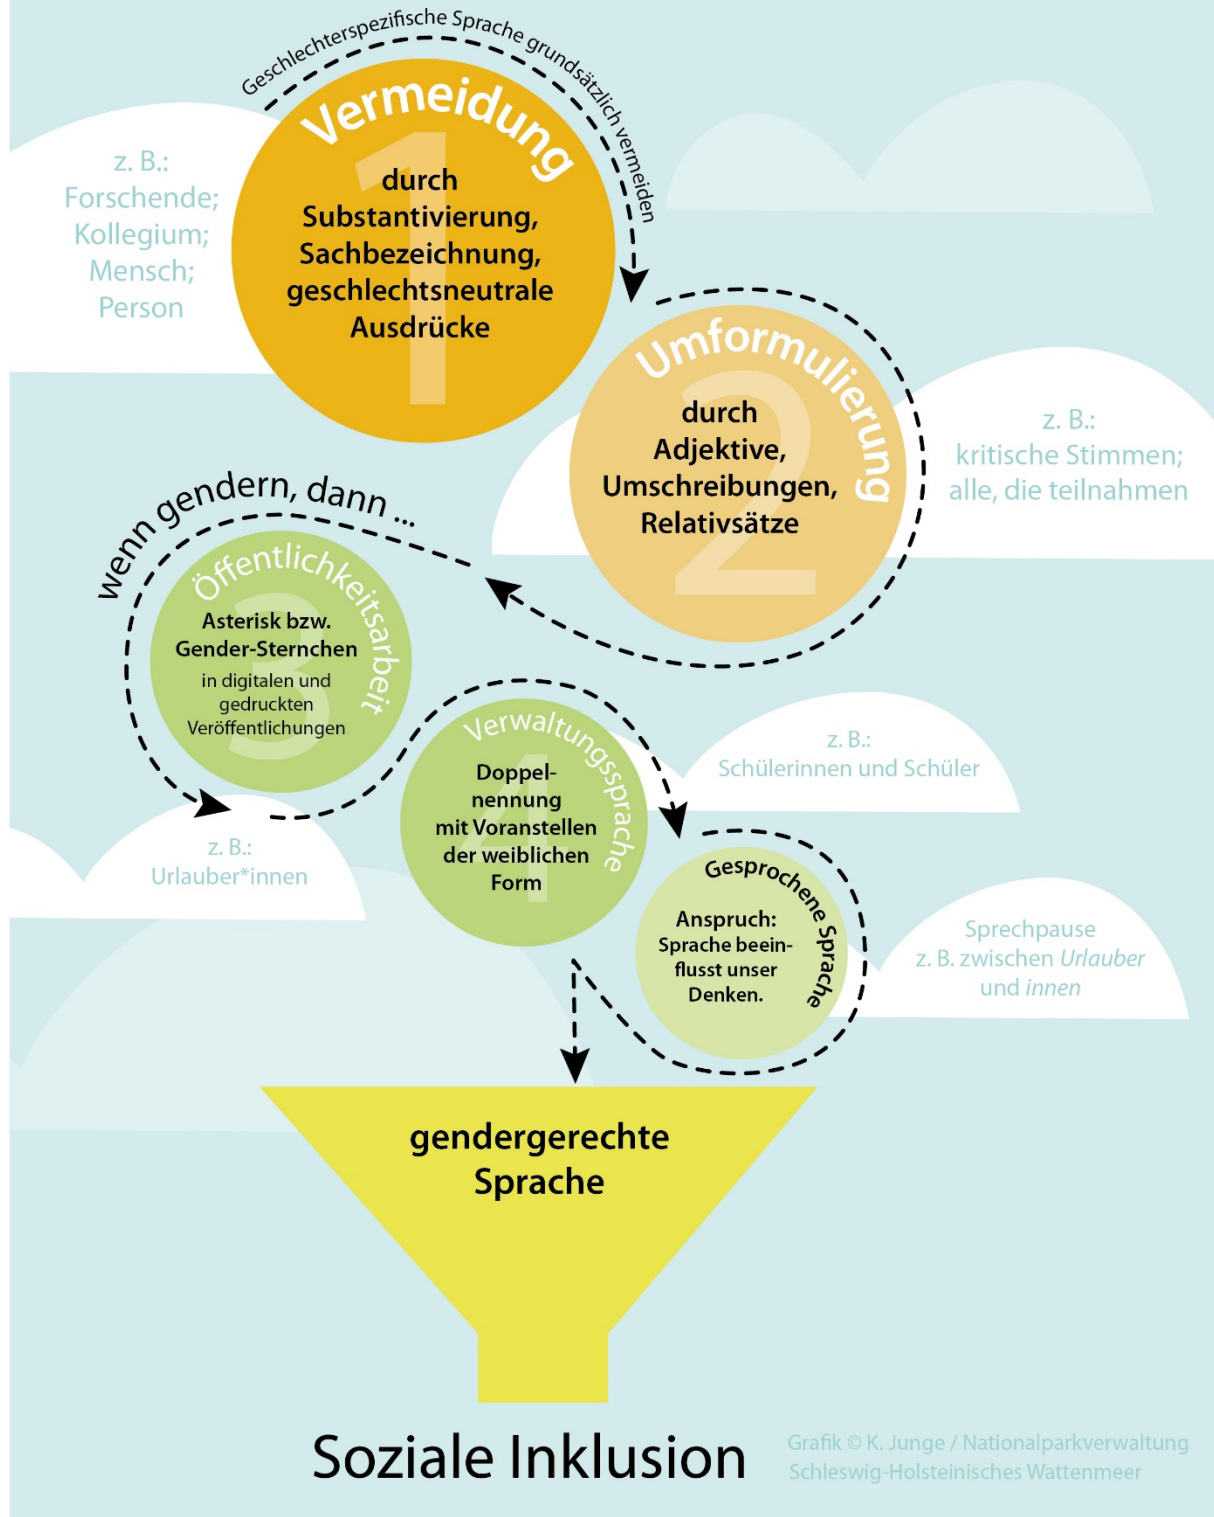 Geschlechterspezifische Sprache grundsätzlich vermeiden
Vermeidung
1
durch
Substantivierung,
Sachbezeichnung,
geschlechtsneutrale
Ausdrücke
z. B.:
Forschende;
Kollegium;
Mensch;
Person
Umformulierung
2
durch
Adjektive,
Umschreibungen,
Relativsätze
z. B.:
kritische Stimmen;
alle, die teilnahmen
wenn gendern, dann ...
Öffentlichkeitsarbeit
3
Asterisk bzw.
Gender-Sternchen
in digitalen und
gedruckten
Veröffentlichungen
z. B.:
Urlauber*innen
Verwaltungssprache
4
Doppel-
nennung
mit Voranstellen
der weiblichen
Form
z. B.:
Schülerinnen und Schüler
Gesprochene Sprache
Anspruch:
Sprache beein-
flusst unser
Denken.
Sprechpause
z. B. zwischen Urlauber
und innen
gendergerechte
Sprache
Soziale Inklusion
Grafik © K. Junge / Nationalparkverwaltung
Schleswig-Holsteinisches Wattenmeer